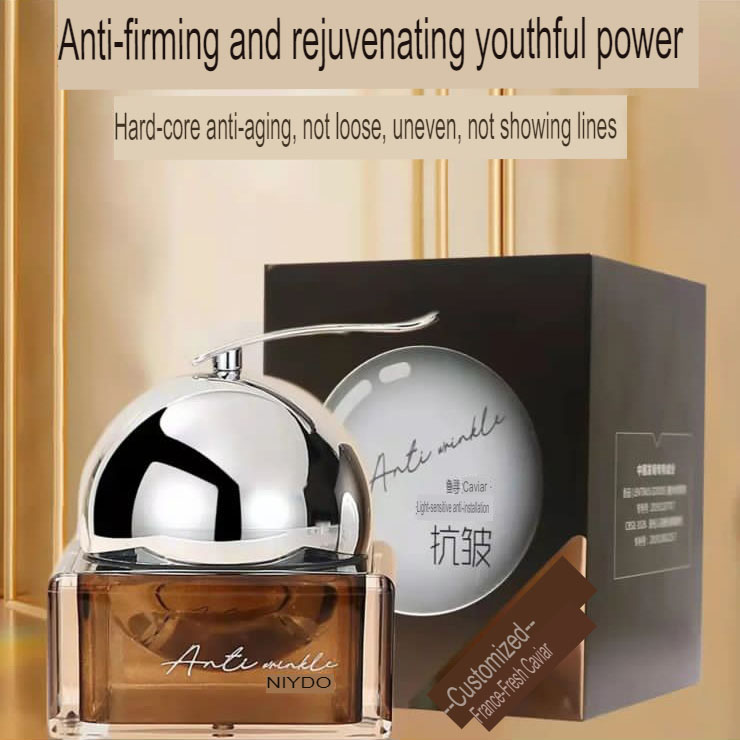 Anti-firming and rejuvenating youthful power
Hard-core anti-aging, not loose, uneven, not showing lines
Anti wrinkle
鱼寻 Caviar -
Light-sensitive anti-installation
抗皱
Anti wrinkle
NIYDO
--Customized--
France-Fresh Caviar